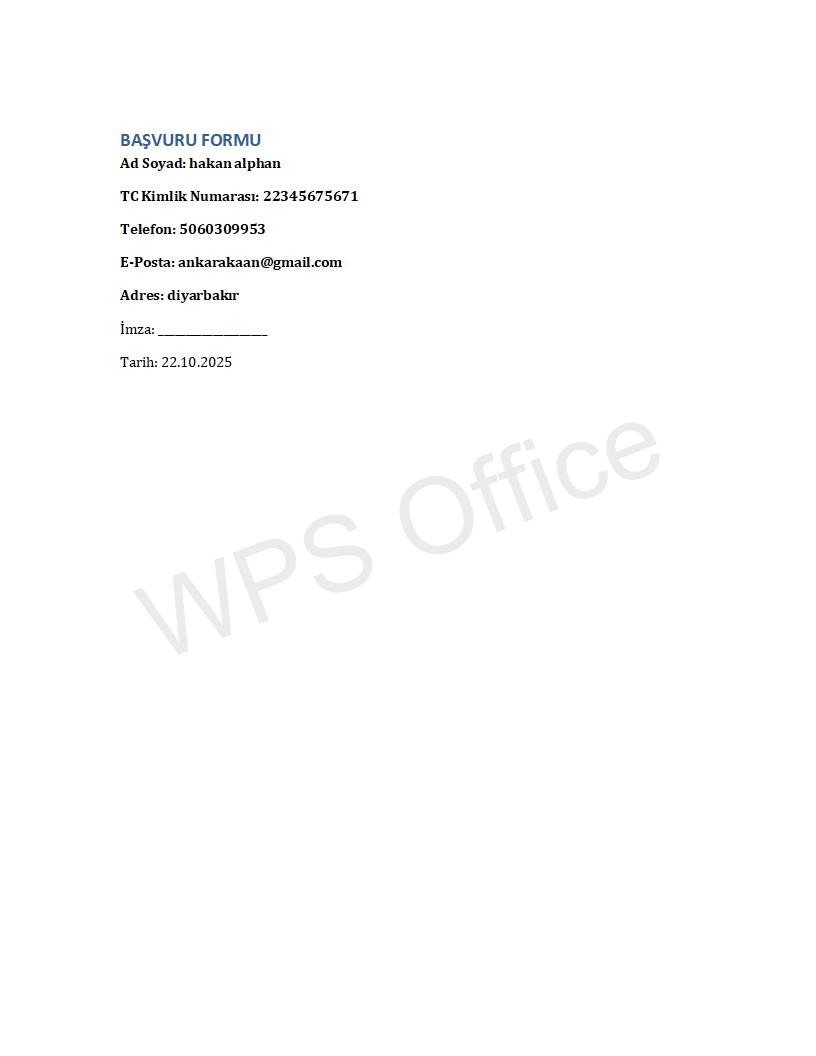 BAŞVURU FORMU
Ad Soyad: hakan alphan
TC Kimlik Numarası: 22345675671
Telefon: 5060309953
E-Posta: ankarakaan@gmail.com
Adres: diyarbakır
İmza: ____________________
Tarih: 22.10.2025
WPS Office